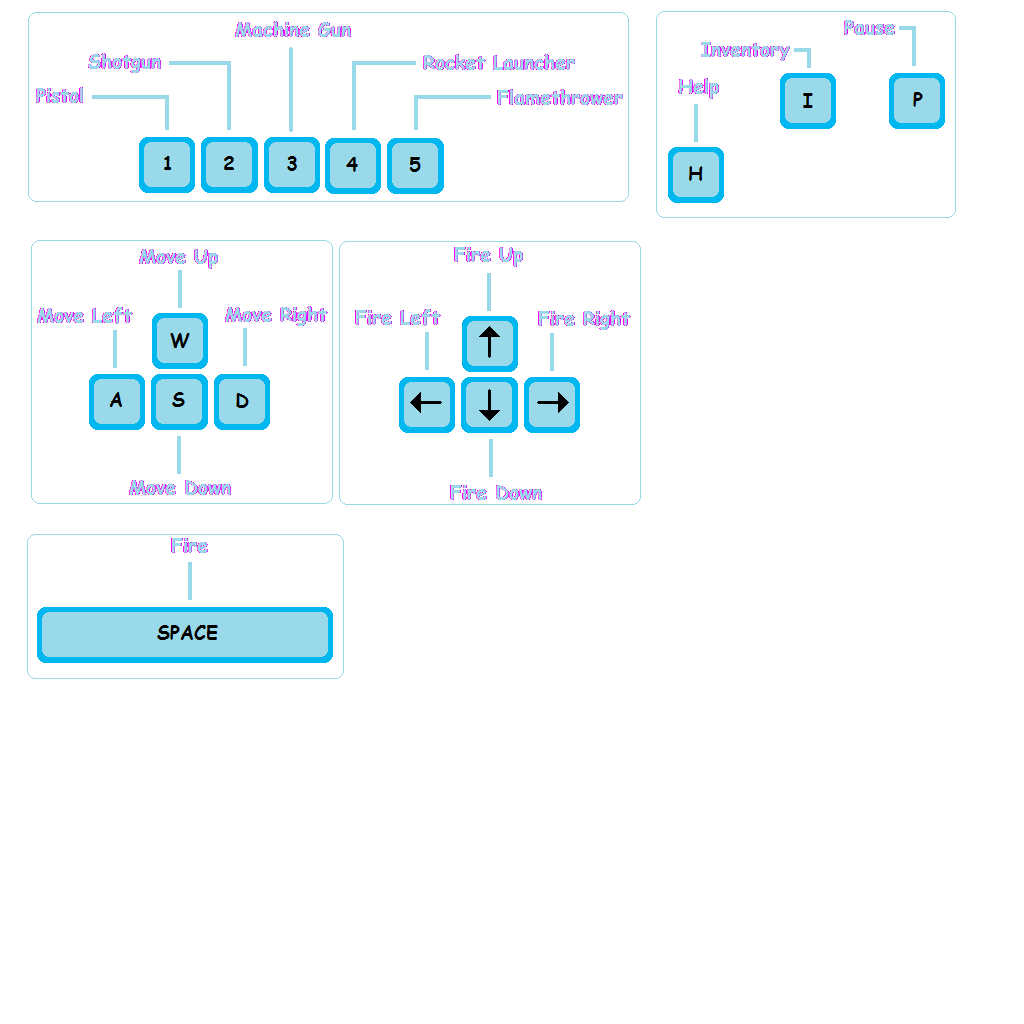 Machine Gun
Shotgun
Rocket Launcher
Pistol
Flamethrower
1 2 3 4 5
Pause
Inventory
Help
I
P
H
Move Up
Move Left
Move Right
W
A S D
Move Down
Fire Up
Fire Left
Fire Right
↑
← ↓ →
Fire Down
Fire
SPACE